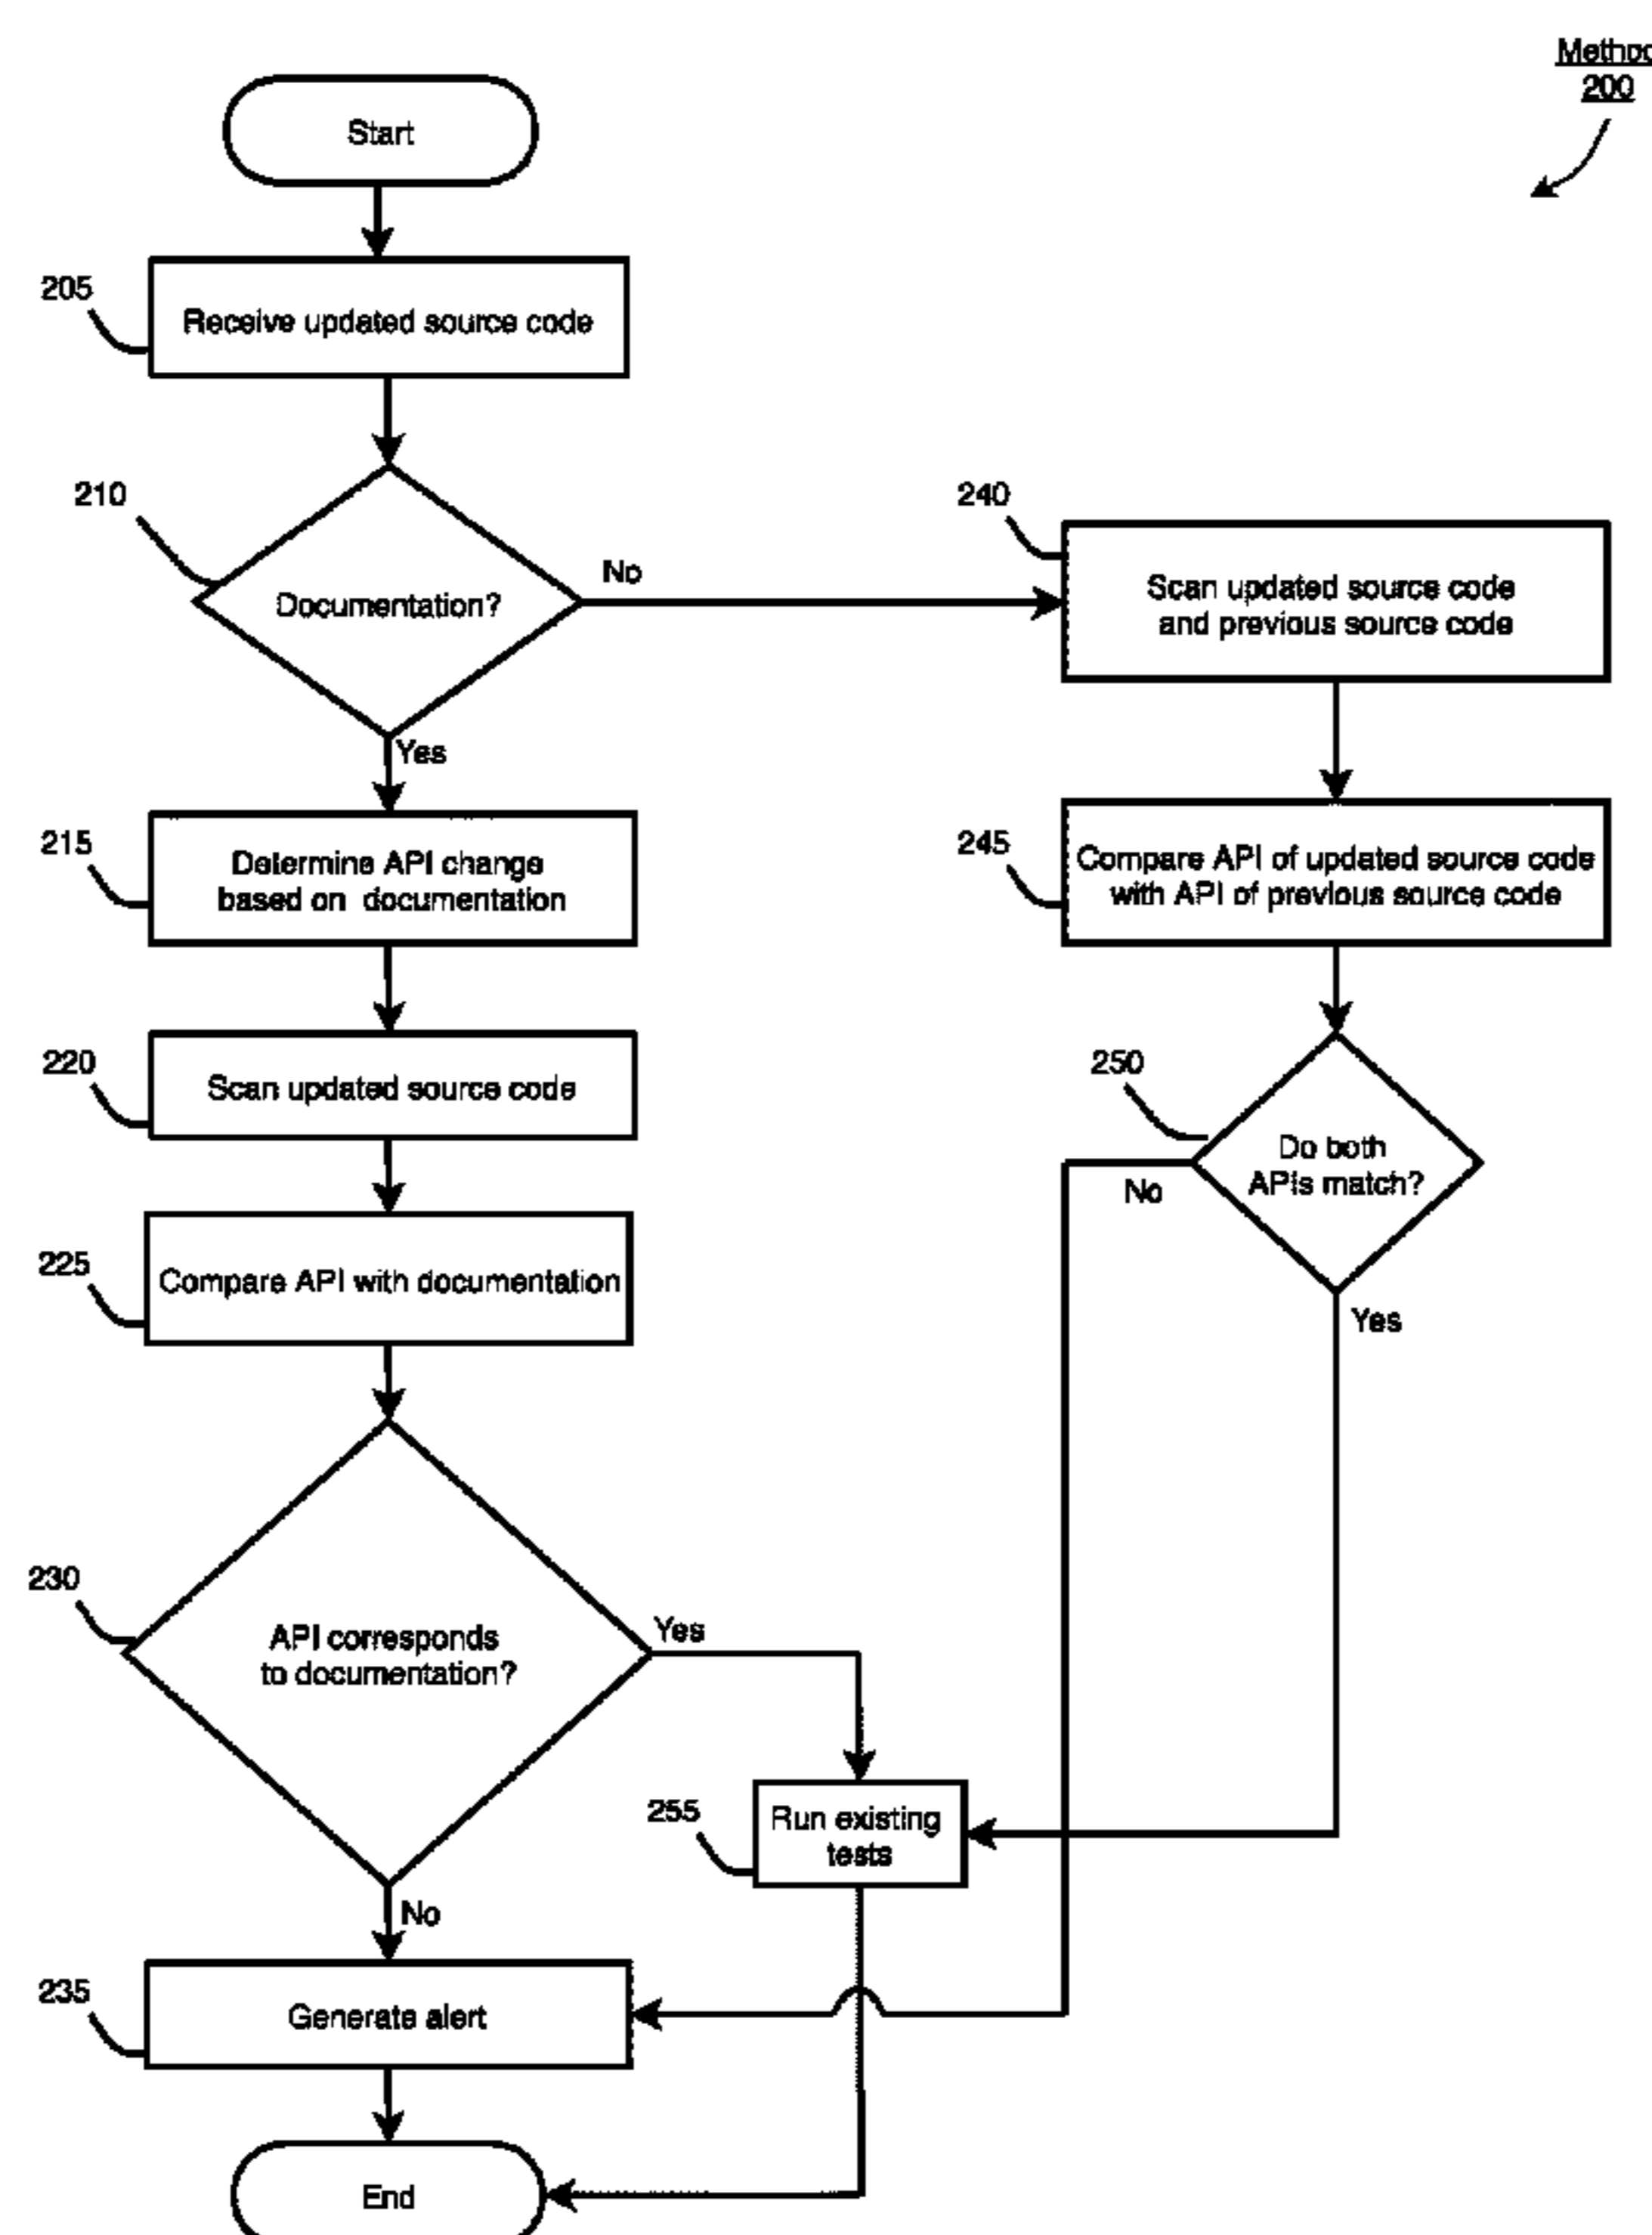 Method
200
Start
205
Receive updated source code
210
Documentation?
No
Yes
240
Scan updated source code
and previous source code
215
Determine API change
based on documentation
245
Compare API of updated source code
with API of previous source code
220
Scan updated source code
250
Do both
APIs match?
No
Yes
225
Compare API with documentation
230
API corresponds
to documentation?
Yes
No
255
Run existing
tests
235
Generate alert
End